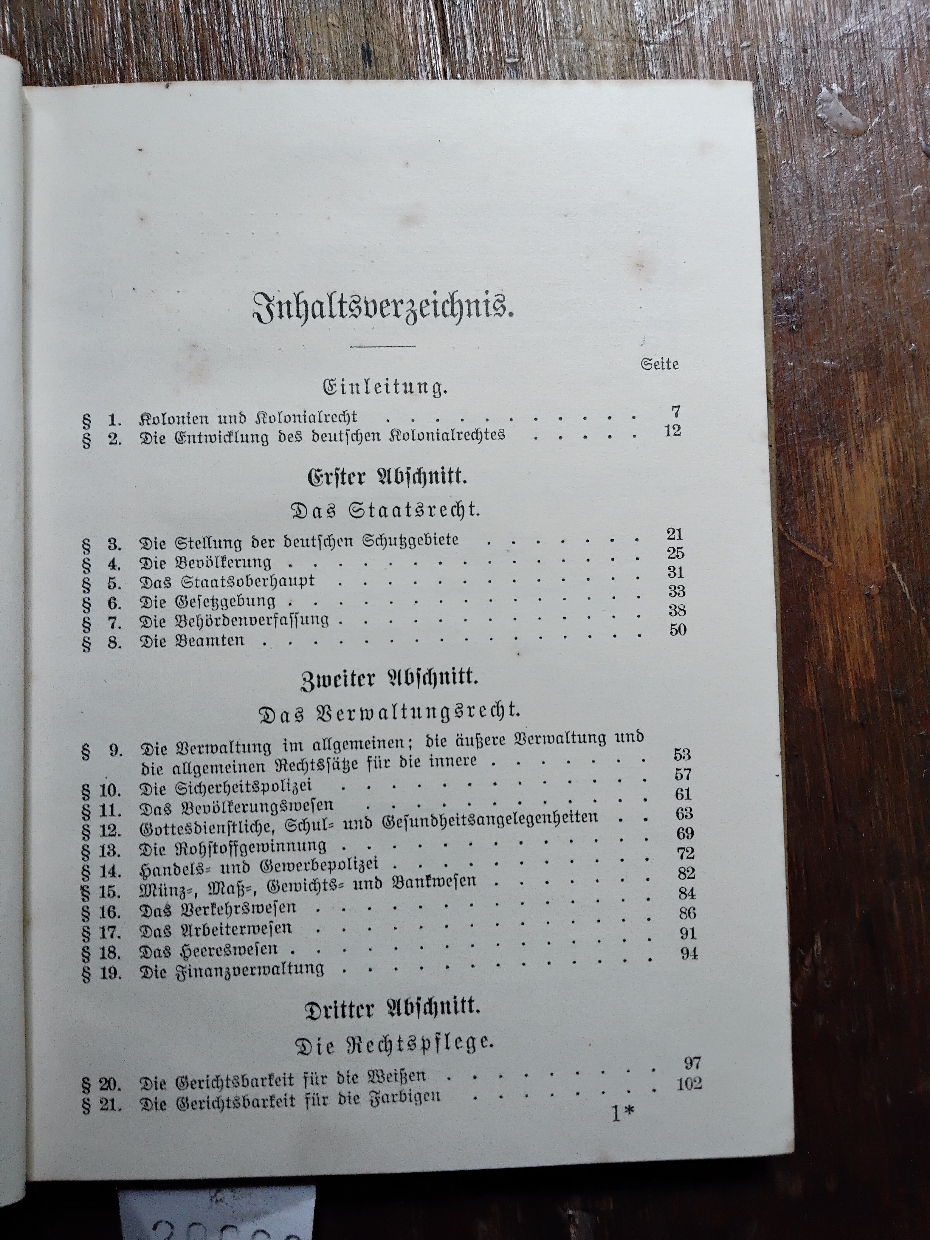 Inhaltsverzeichnis.
Seite
Einleitung.
§ 1. Kolonien und Kolonialrecht . . . . . . . . . . . 7
§ 2. Die Entwicklung des deutschen Kolonialrechtes . . . . . 12
Erster Abschnitt.
Das Staatsrecht.
§ 3. Die Stellung der deutschen Schutzgebiete . . . . . . . 21
§ 4. Die Bevölkerung . . . . . . . . . . . . . . 25
§ 5. Das Staatsoberhaupt . . . . . . . . . . . . 31
§ 6. Die Gesetzgebung . . . . . . . . . . . . . . 33
§ 7. Die Behördenverfassung . . . . . . . . . . . . 38
§ 8. Die Beamten . . . . . . . . . . . . . . . 50
Zweiter Abschnitt.
Das Verwaltungsrecht.
§ 9. Die Verwaltung im allgemeinen; die äußere Verwaltung und
die allgemeinen Rechtssätze für die innere . . . . . . . 53
§ 10. Die Sicherheitspolizei . . . . . . . . . . . . 57
§ 11. Das Bevölkerungswesen . . . . . . . . . . . 61
§ 12. Gottesdienstliche, Schul- und Gesundheitsangelegenheiten . . 63
§ 13. Die Rohstoffgewinnung . . . . . . . . . . . . 69
§ 14. Handels- und Gewerbepolizei . . . . . . . . . . 72
§ 15. Münz-, Maß-, Gewichts- und Bankwesen . . . . . . . 82
§ 16. Das Verkehrswesen . . . . . . . . . . . . . 84
§ 17. Das Arbeiterwesen . . . . . . . . . . . . . 86
§ 18. Das Heereswesen . . . . . . . . . . . . . . 91
§ 19. Die Finanzverwaltung . . . . . . . . . . . . 94
Dritter Abschnitt.
Die Rechtspflege.
§ 20. Die Gerichtsbarkeit für die Weißen . . . . . . . . . 97
§ 21. Die Gerichtsbarkeit für die Farbigen . . . . . . . . 102
1*